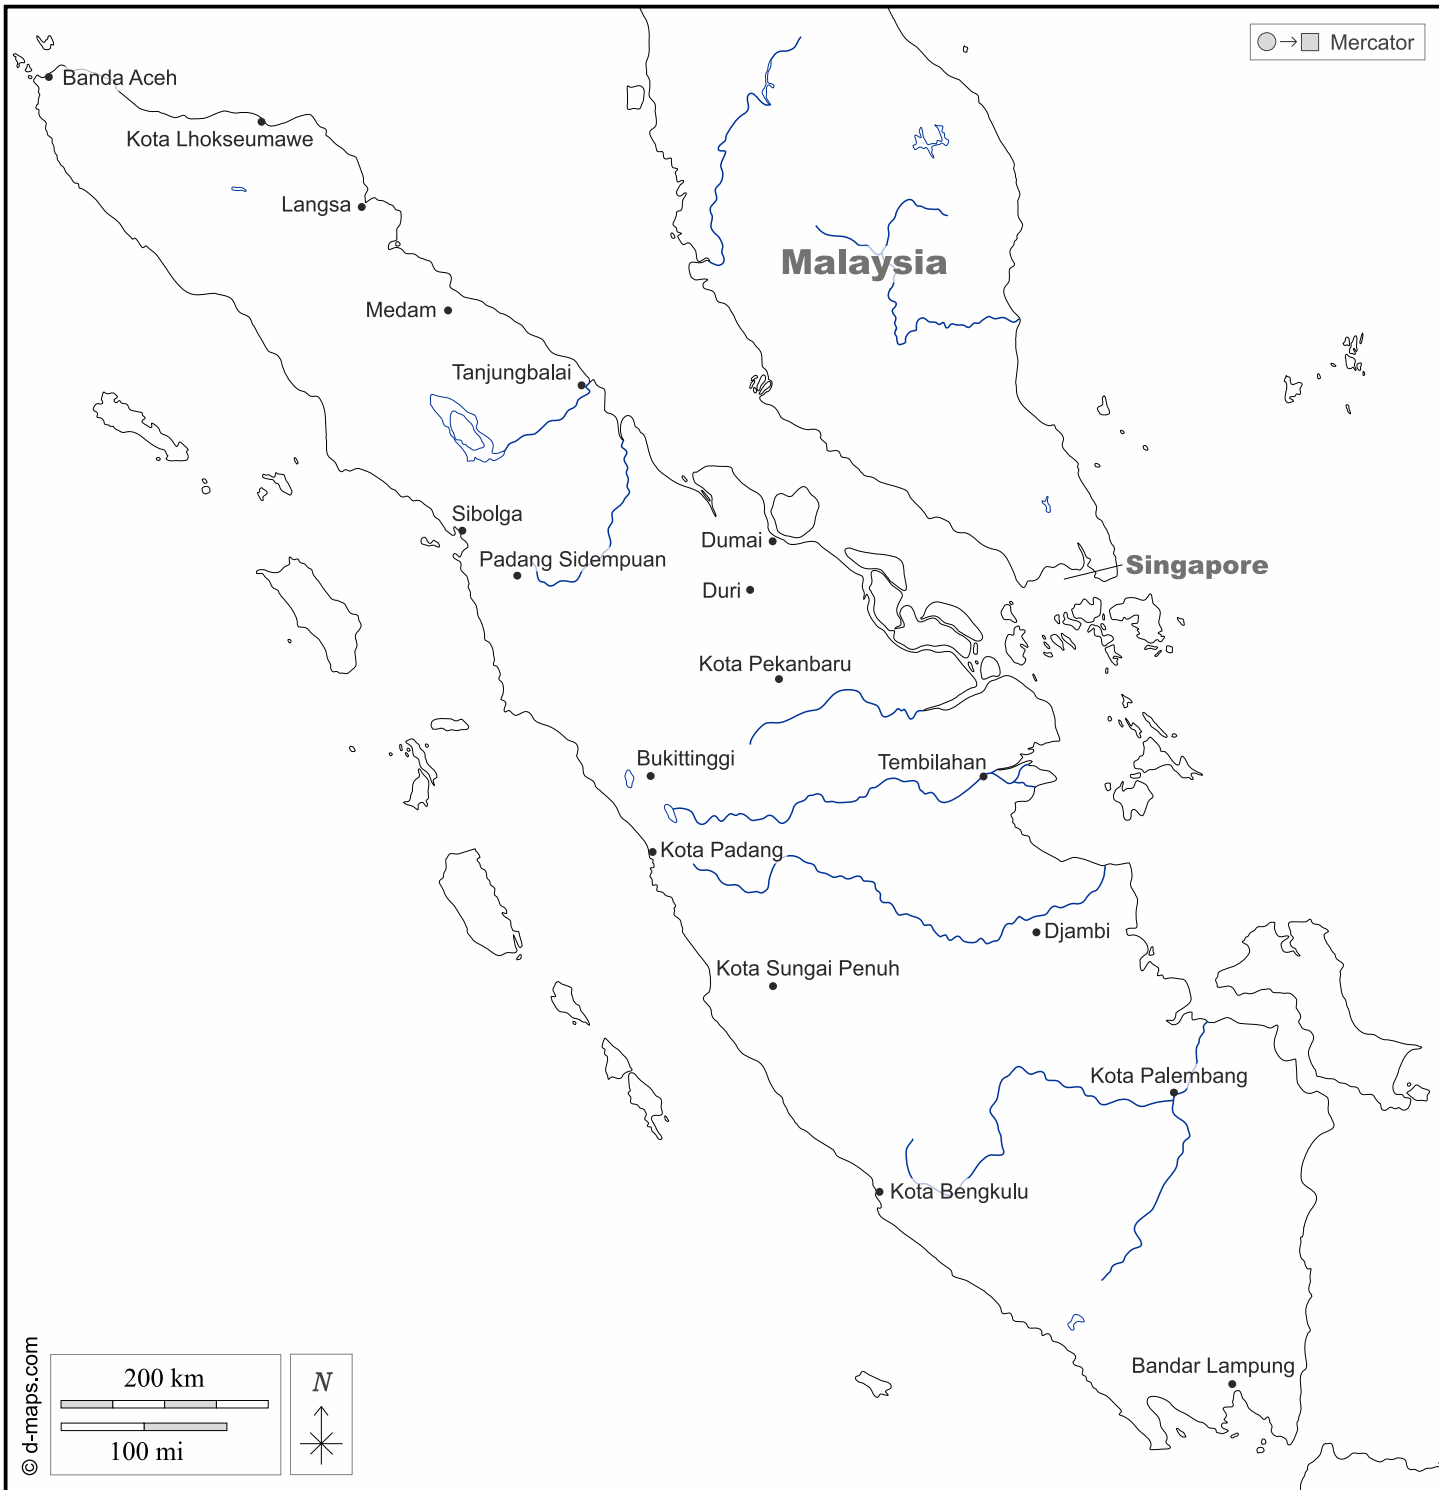 Mercator
Banda Aceh
Kota Lhokseumawe
Langsa
Malaysia
Medam
Tanjungbalai
Sibolga
Padang Sidempuan
Dumai
Singapore
Duri
Kota Pekanbaru
Bukittinggi
Tembilahan
Kota Padang
Djambi
Kota Sungai Penuh
Kota Palembang
Kota Bengkulu
Bandar Lampung
200 km
100 mi
N
© d-maps.com